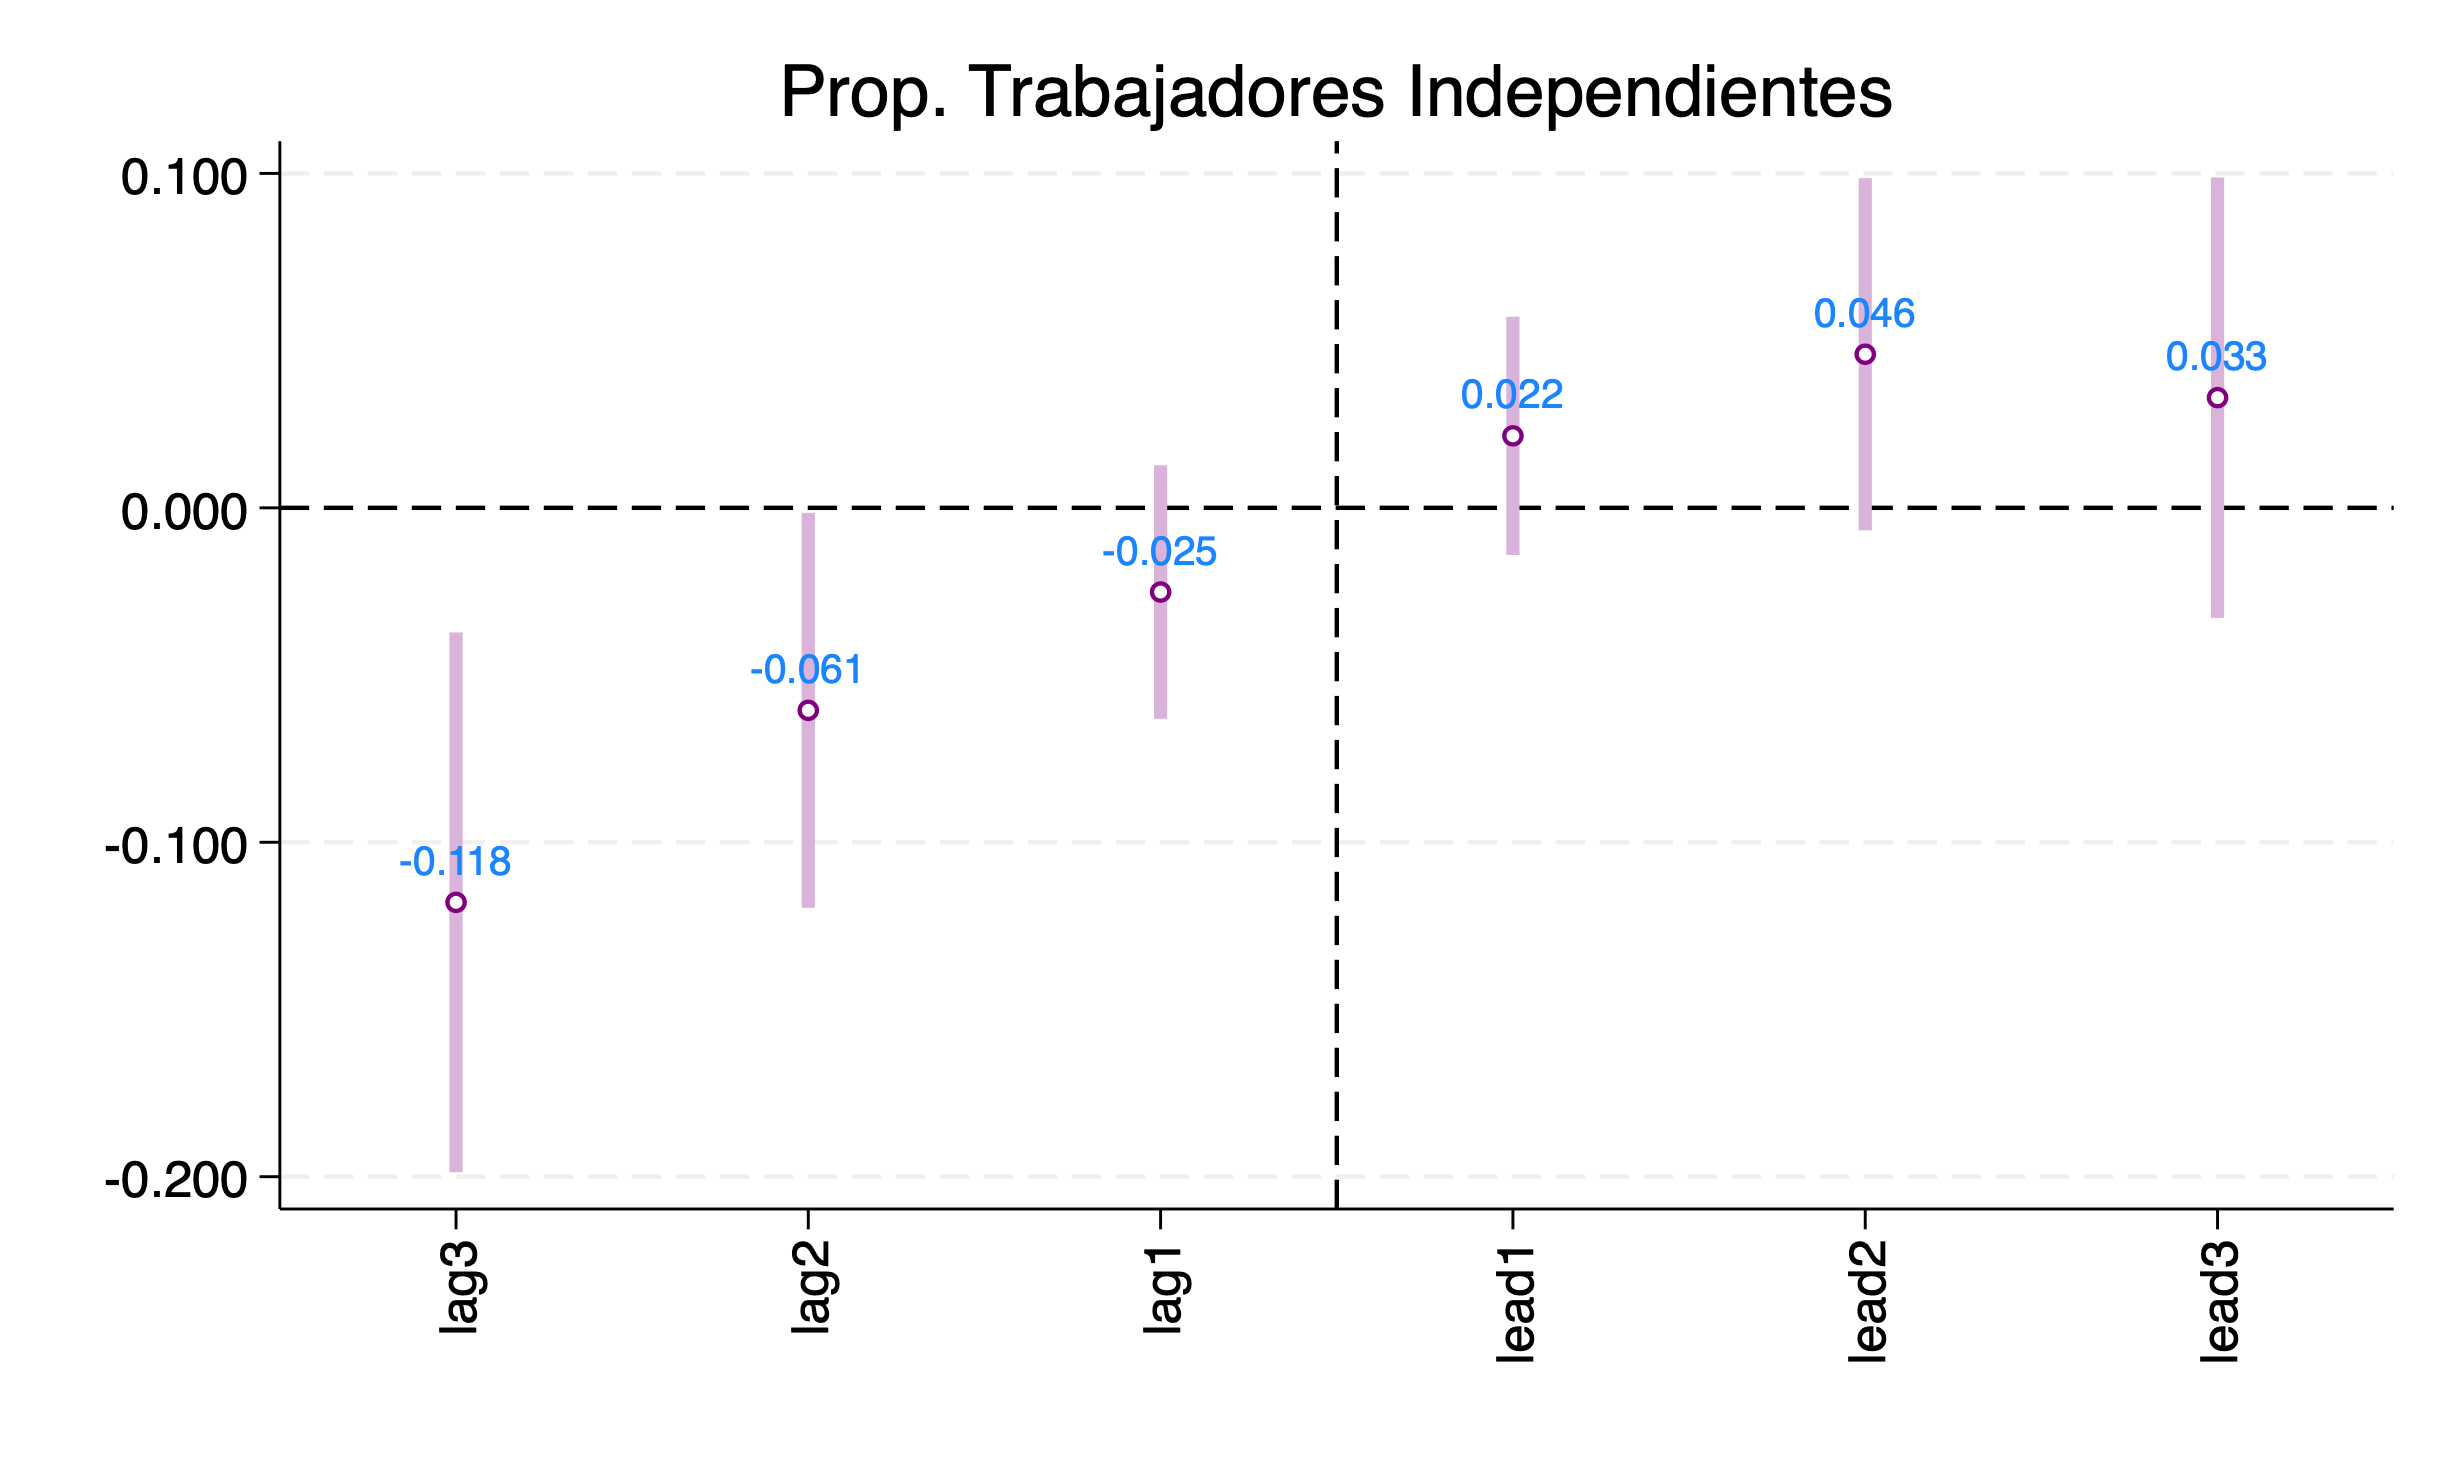 Prop. Trabajadores Independientes
0.100
0.000
-0.100
-0.200
-0.118
-0.061
-0.025
0.022
0.046
0.033
lag3
lag2
lag1
lead1
lead2
lead3